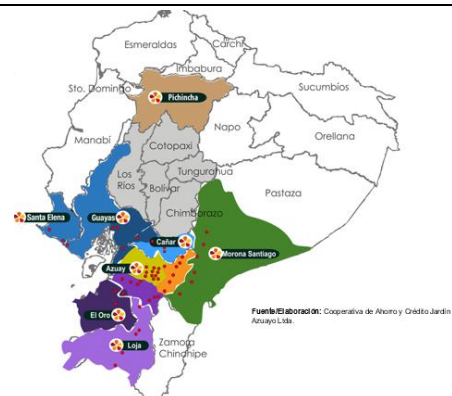 Esmeraldas
Carchi
Imbabura
Sto. Domingo
Pichincha
Sucumbíos
Napo
Orellana
Manabí
Cotopaxi
Los
Ríos
Tungurahua
Bolívar
Pastaza
Santa Elena
Guayas
Chimborazo
Cañar
Morona Santiago
Azuay
El Oro
Fuente/Elaboración: Cooperativa de Ahorro y Crédito Jardín
Azuayo Ltda.
Loja
Zamora
Chinchipe